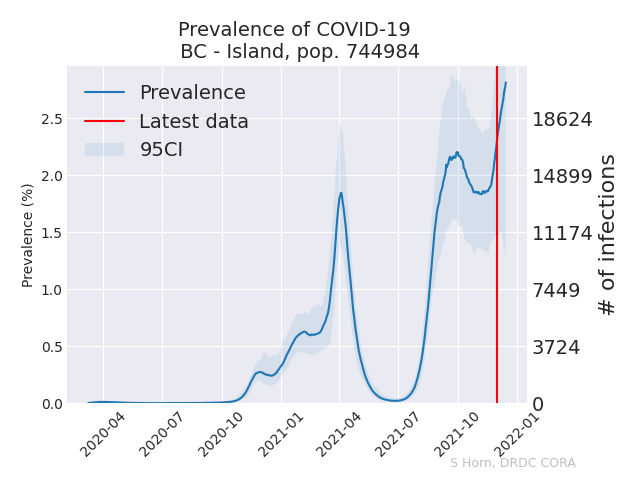 Prevalence of COVID-19
BC - Island, pop. 744984
Prevalence
Latest data
95CI
Prevalence (%)
2.5
2.0
1.5
1.0
0.5
0.0
18624
14899
11174
7449
3724
0
# of infections
2020-04
2020-07
2020-10
2021-01
2021-04
2021-07
2021-10
2022-01
S Horn, DRDC CORA